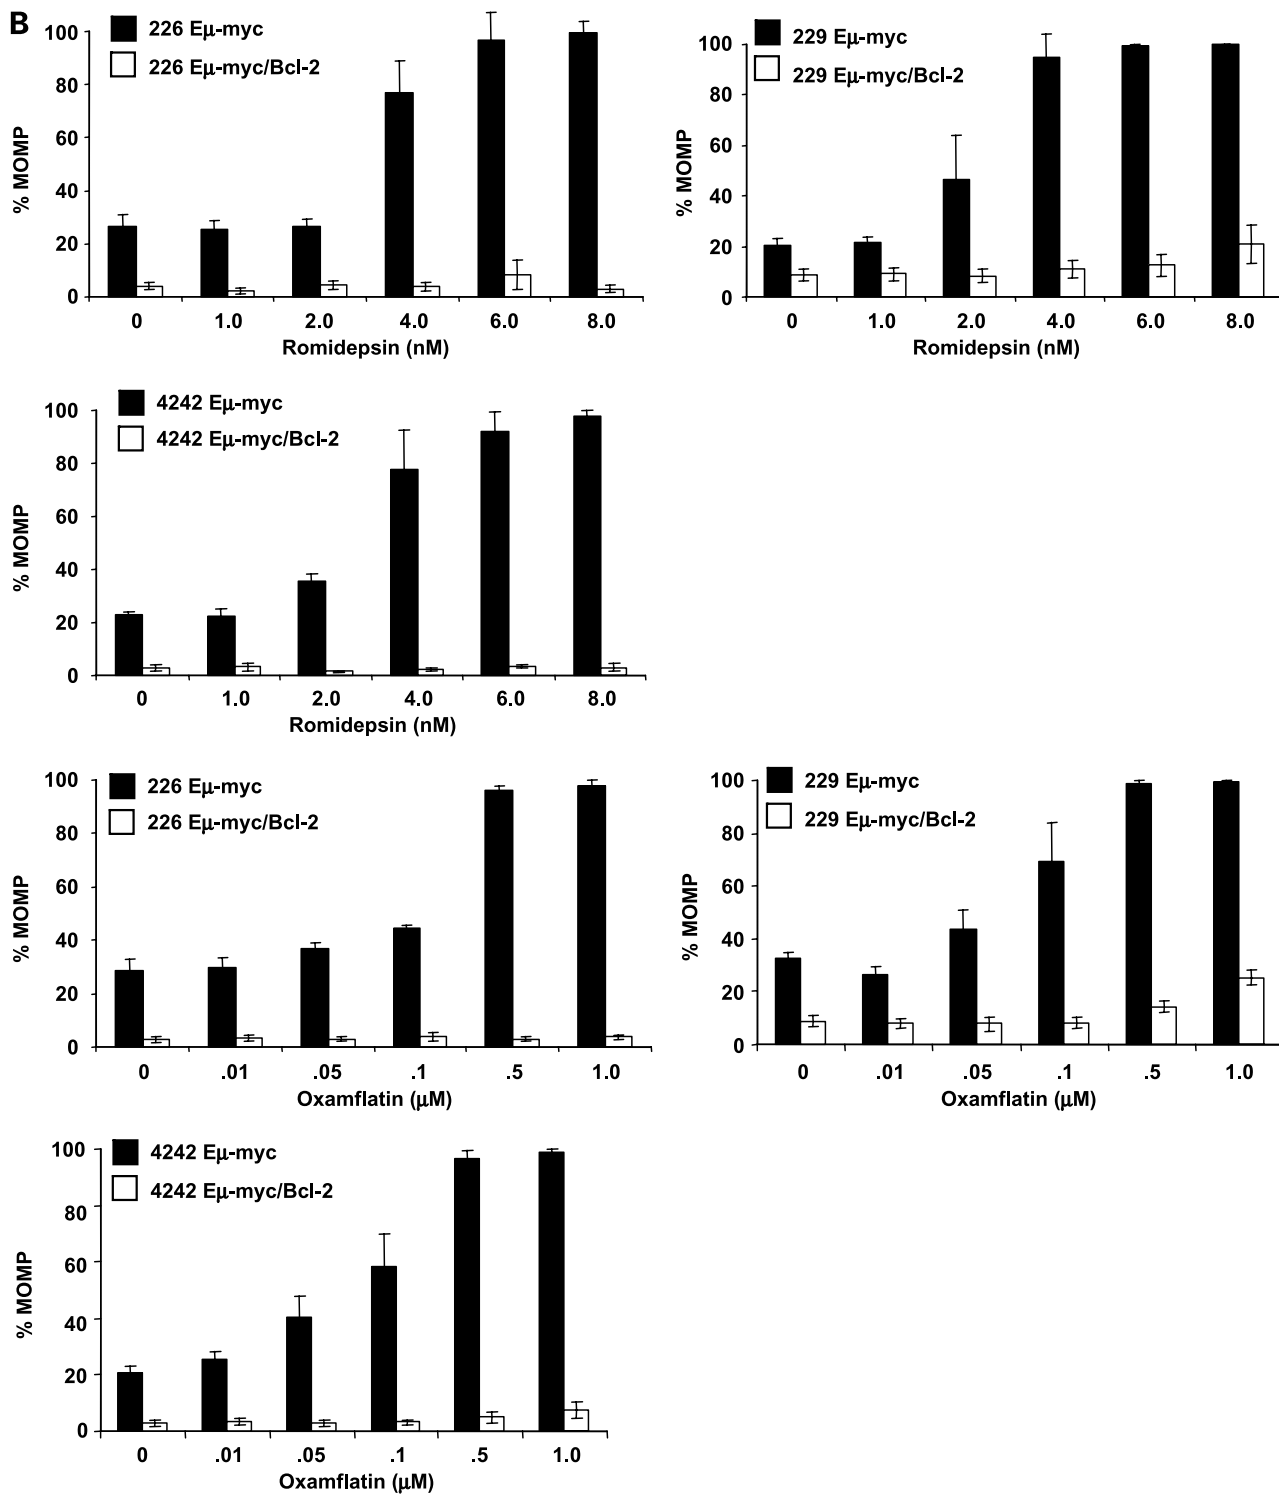 B
226 Eμ-myc
226 Eμ-myc/Bcl-2
% MOMP
100
80
60
40
20
0
0 1.0 2.0 4.0 6.0 8.0
Romidepsin (nM)
229 Eμ-myc
229 Eμ-myc/Bcl-2
% MOMP
100
80
60
40
20
0
0 1.0 2.0 4.0 6.0 8.0
Romidepsin (nM)
4242 Eμ-myc
4242 Eμ-myc/Bcl-2
% MOMP
100
80
60
40
20
0
0 1.0 2.0 4.0 6.0 8.0
Romidepsin (nM)
226 Eμ-myc
226 Eμ-myc/Bcl-2
% MOMP
100
80
60
40
20
0
0 .01 .05 .1 .5 1.0
Oxamflatin (μM)
229 Eμ-myc
229 Eμ-myc/Bcl-2
% MOMP
100
80
60
40
20
0
0 .01 .05 .1 .5 1.0
Oxamflatin (μM)
4242 Eμ-myc
4242 Eμ-myc/Bcl-2
% MOMP
100
80
60
40
20
0
0 .01 .05 .1 .5 1.0
Oxamflatin (μM)